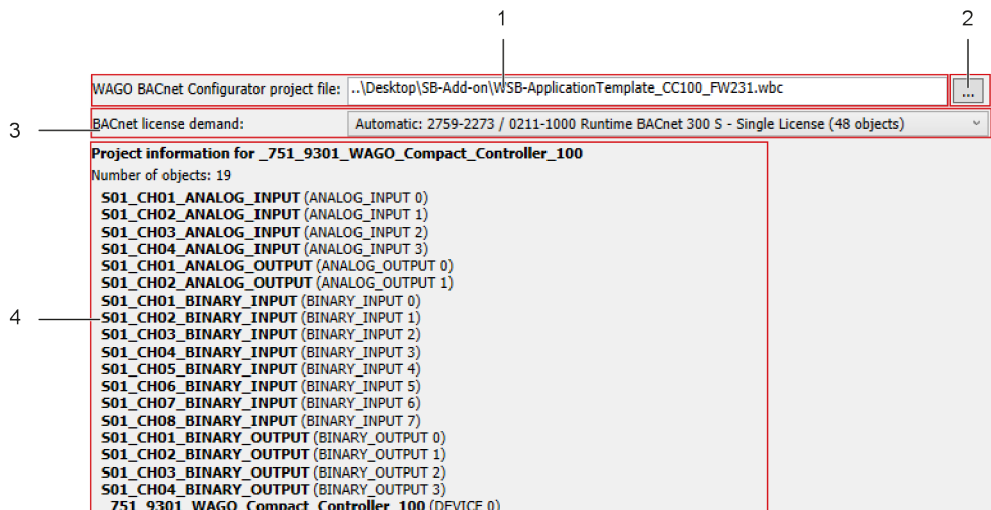 1 2
WAGO BACnet Configurator project file: ..\Desktop\SB-Add-on\WSB-ApplicationTemplate_CC100_FW231.wbc ...
3 BACnet license demand: Automatic: 2759-2273 / 0211-1000 Runtime BACnet 300 S - Single License (48 objects)
Project information for _751_9301_WAGO_Compact_Controller_100
Number of objects: 19
S01_CH01_ANALOG_INPUT (ANALOG_INPUT 0)
S01_CH02_ANALOG_INPUT (ANALOG_INPUT 1)
S01_CH03_ANALOG_INPUT (ANALOG_INPUT 2)
S01_CH04_ANALOG_INPUT (ANALOG_INPUT 3)
S01_CH01_ANALOG_OUTPUT (ANALOG_OUTPUT 0)
S01_CH02_ANALOG_OUTPUT (ANALOG_OUTPUT 1)
S01_CH01_BINARY_INPUT (BINARY_INPUT 0)
4 S01_CH02_BINARY_INPUT (BINARY_INPUT 1)
S01_CH03_BINARY_INPUT (BINARY_INPUT 2)
S01_CH04_BINARY_INPUT (BINARY_INPUT 3)
S01_CH05_BINARY_INPUT (BINARY_INPUT 4)
S01_CH06_BINARY_INPUT (BINARY_INPUT 5)
S01_CH07_BINARY_INPUT (BINARY_INPUT 6)
S01_CH08_BINARY_INPUT (BINARY_INPUT 7)
S01_CH01_BINARY_OUTPUT (BINARY_OUTPUT 0)
S01_CH02_BINARY_OUTPUT (BINARY_OUTPUT 1)
S01_CH03_BINARY_OUTPUT (BINARY_OUTPUT 2)
S01_CH04_BINARY_OUTPUT (BINARY_OUTPUT 3)
_751_9301_WAGO_Compact_Controller_100 (DEVICE 0)